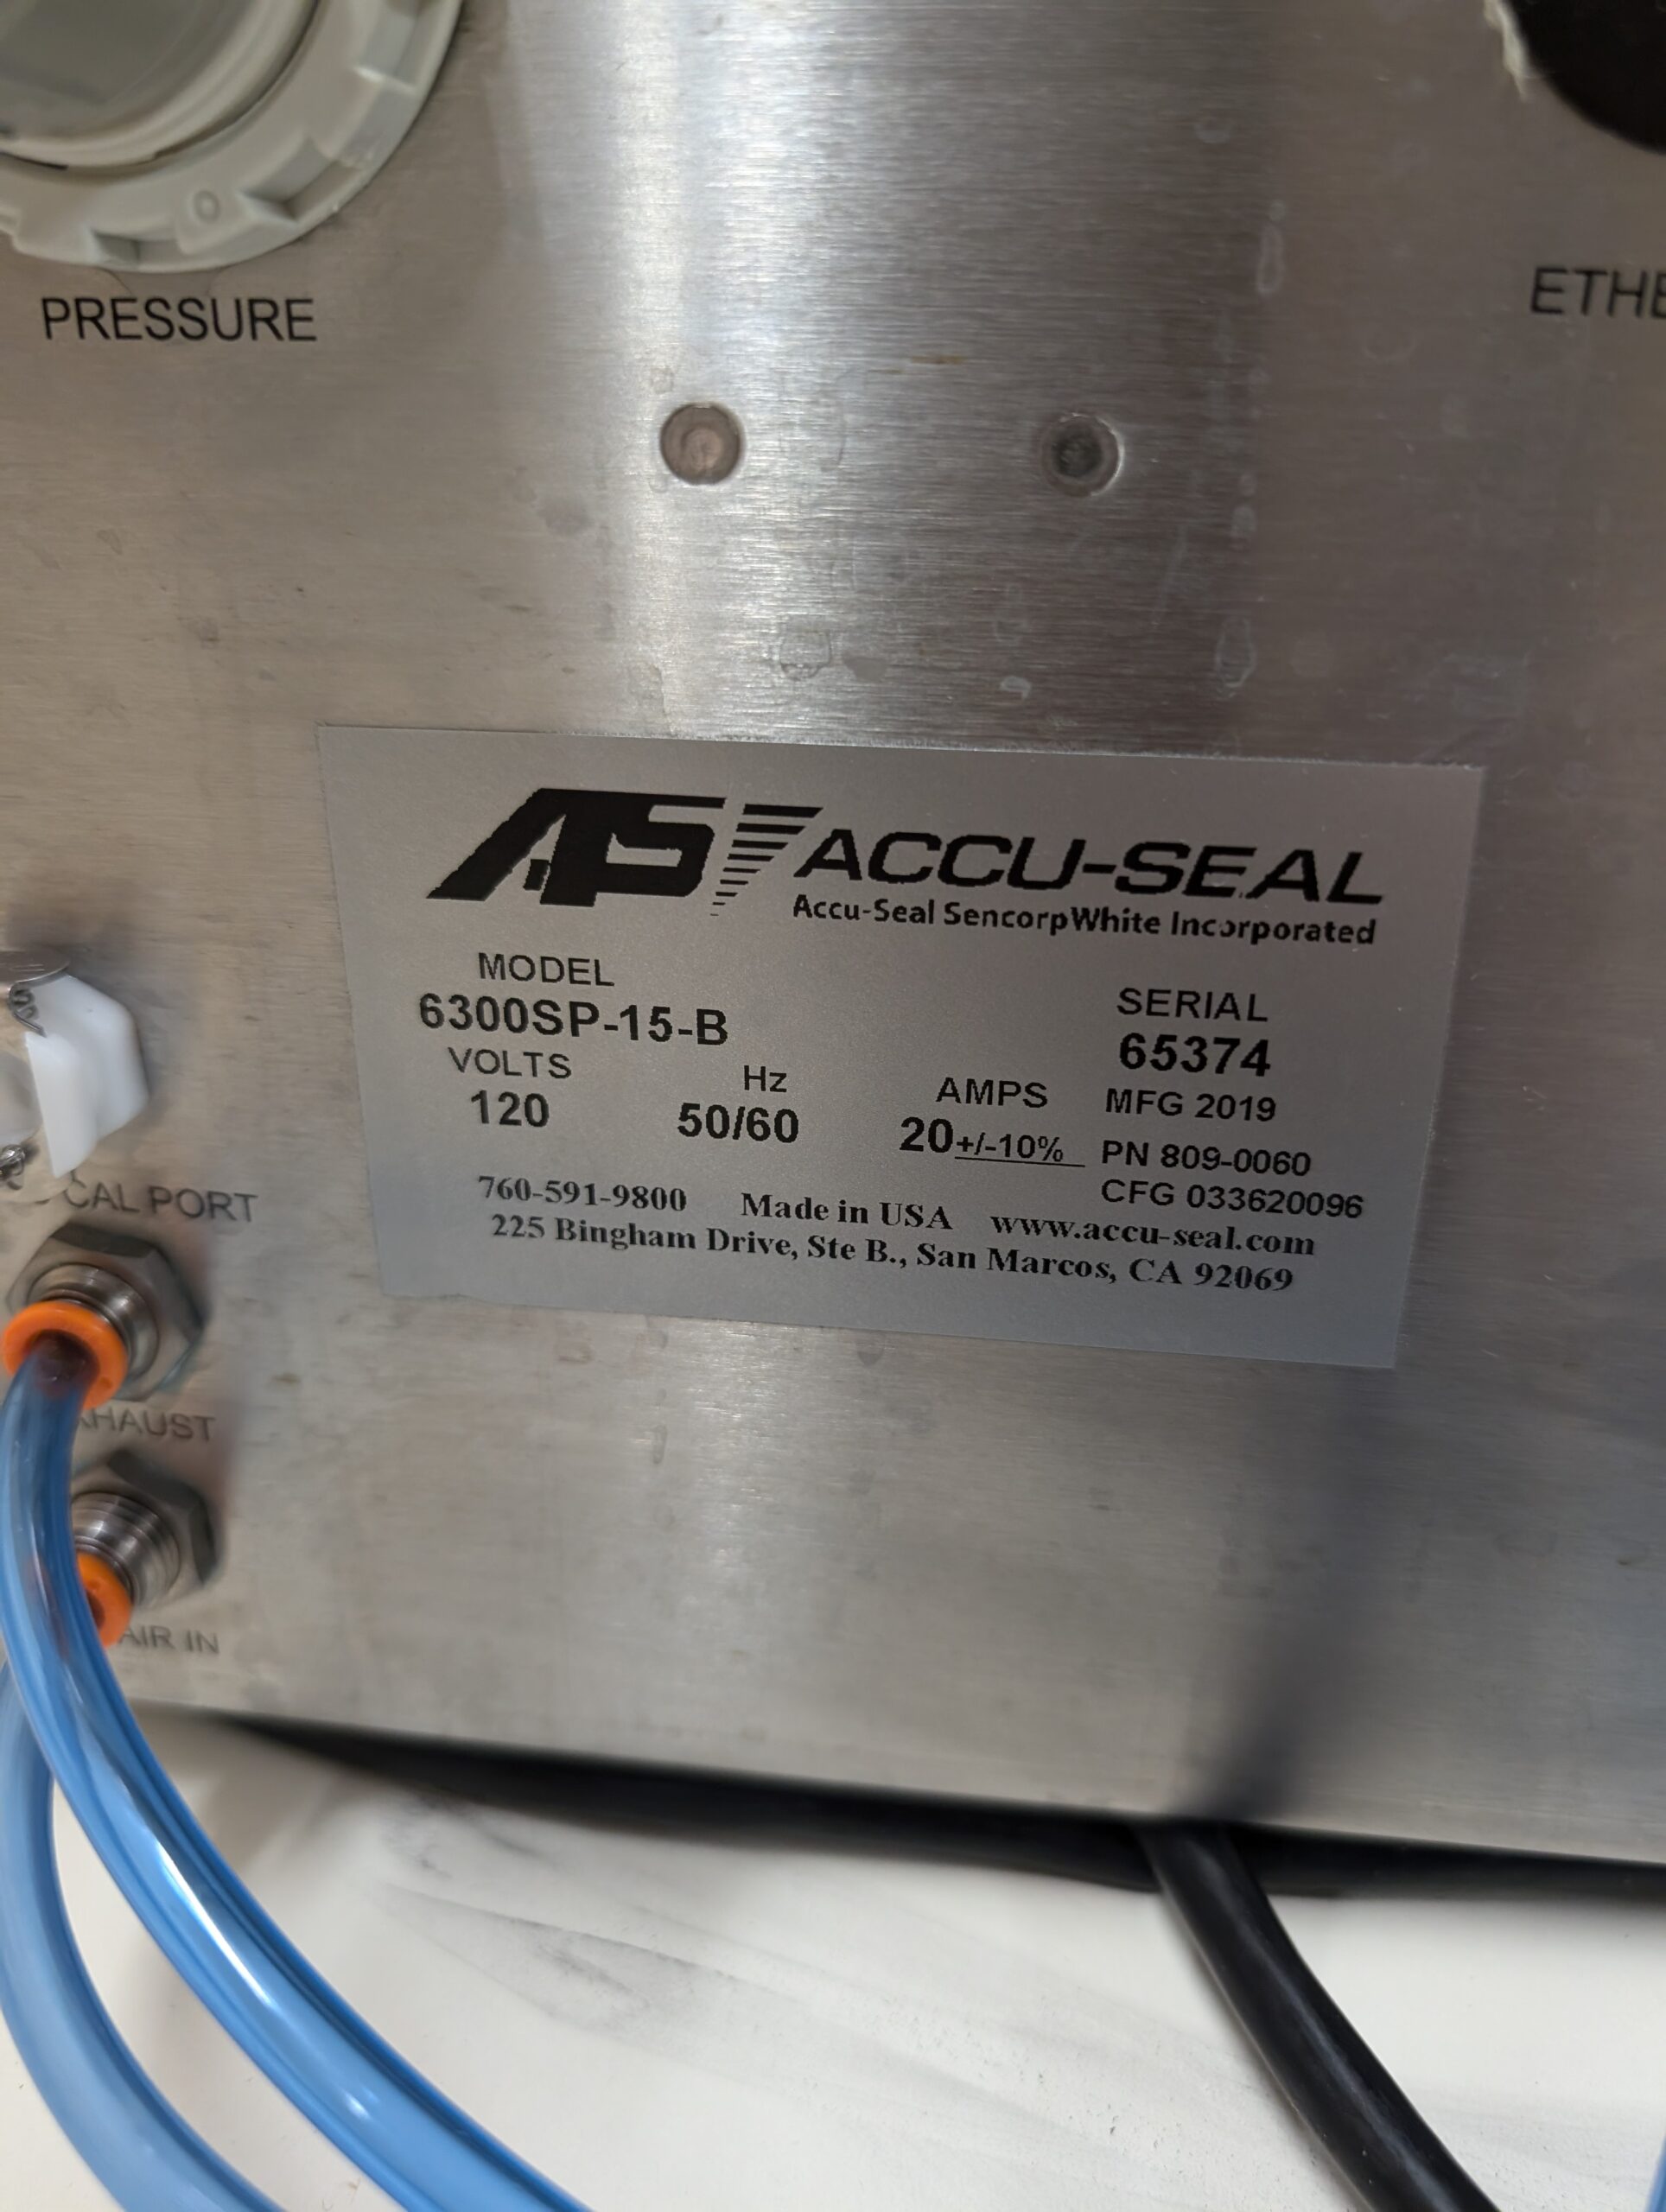 PRESSURE
ACCU-SEAL
Accu-Seal SencorpWhite Incorporated
MODEL
6300SP-15-B
SERIAL
65374
VOLTS
120
Hz
50/60
AMPS
20+/-10%
MFG 2019
PN 809-0060
CFG 033620096
760-591-9800 Made in USA www.accu-seal.com
225 Bingham Drive, Ste B., San Marcos, CA 92069
CAL PORT
AIR IN